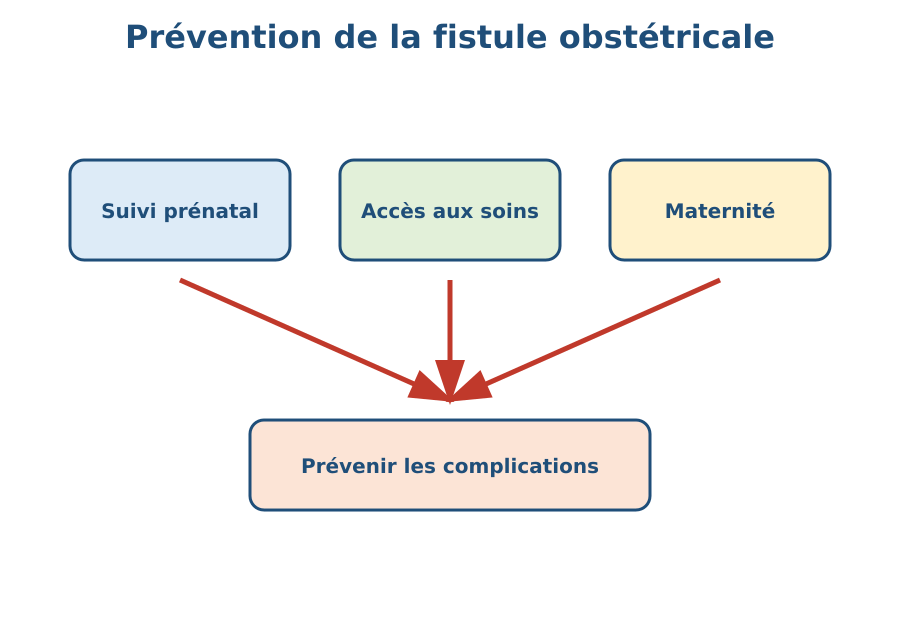 Prévention de la fistule obstétricale
Suivi prénatal
Accès aux soins
Maternité
Prévenir les complications